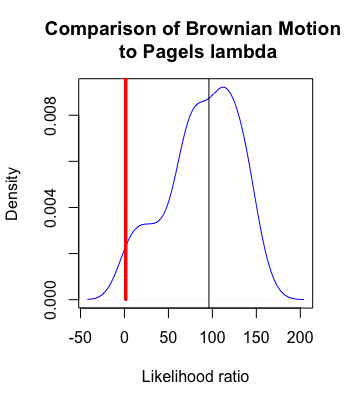 Comparison of Brownian Motion
to Pagels lambda
Density
0.008
0.004
0.000
-50 0 50 100 150 200
Likelihood ratio